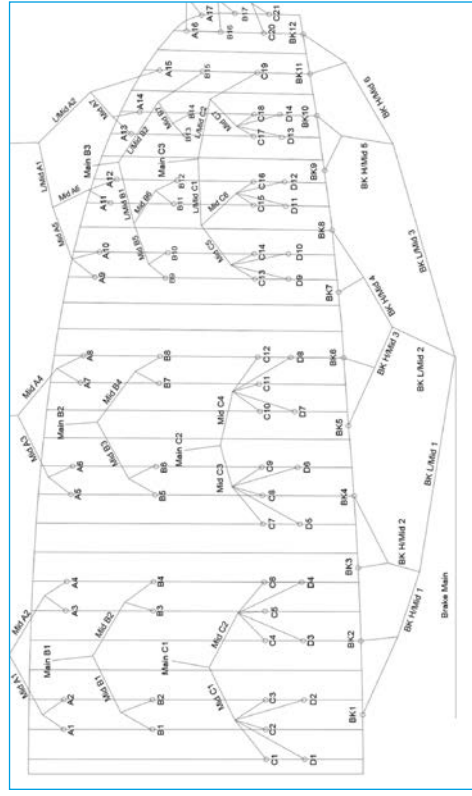 Mid A1
Mid A2
Mid A3
Mid A4
Mid A5
L/Mid A1
Mid A6
L/Mid A2
Mid A7
A1
A2
A3
A4
A5
A6
A7
A8
A9
A10
A11
A12
A13
A14
A15
A16
A17
Main B1
Main B2
Main B3
Mid B1
Mid B2
Mid B3
Mid B4
Mid B5
L/Mid B1
Mid B6
L/Mid B2
Mid B7
B1
B2
B3
B4
B5
B6
B7
B8
B9
B10
B11
B12
B13
B14
B15
B16
B17
Main C1
Main C2
Main C3
Mid C1
Mid C2
Mid C3
Mid C4
Mid C5
L/Mid C1
Mid C6
L/Mid C2
Mid C7
C1
C2
C3
C4
C5
C6
C7
C8
C9
C10
C11
C12
C13
C14
C15
C16
C17
C18
C19
C20
C21
D1
D2
D3
D4
D5
D6
D7
D8
D9
D10
D11
D12
D13
D14
BK1
BK2
BK3
BK4
BK5
BK6
BK7
BK8
BK9
BK10
BK11
BK12
BK H/Mid 1
BK H/Mid 2
BK H/Mid 3
BK H/Mid 4
BK H/Mid 5
BK H/Mid 6
BK L/Mid 1
BK L/Mid 2
BK L/Mid 3
Brake Main